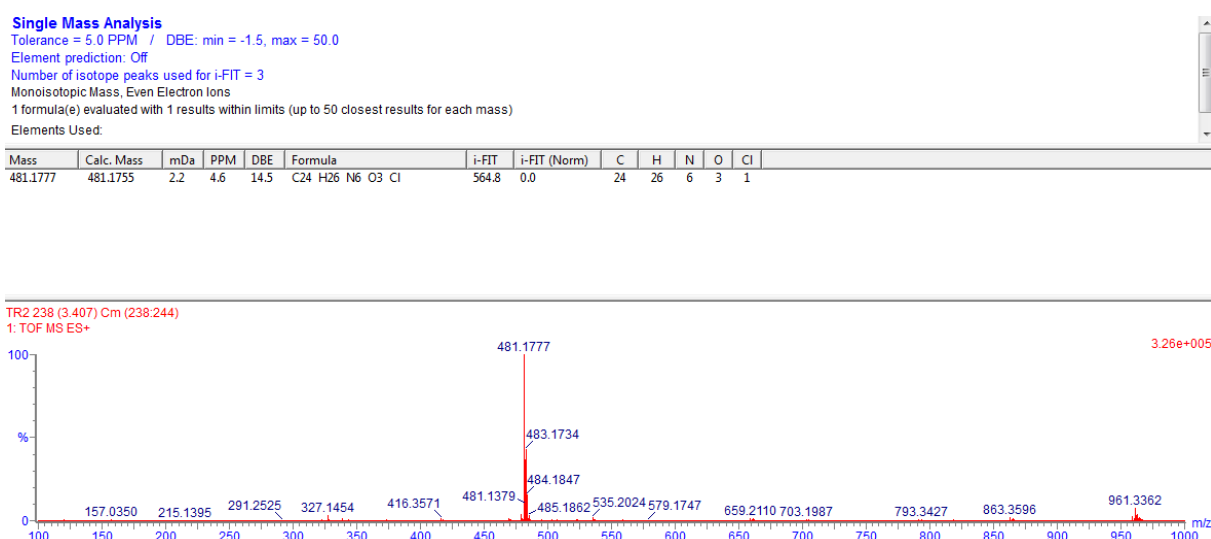 Single Mass Analysis
Tolerance = 5.0 PPM / DBE: min = -1.5, max = 50.0
Element prediction: Off
Number of isotope peaks used for i-FIT = 3
Monoisotopic Mass, Even Electron Ions
1 formula(e) evaluated with 1 results within limits (up to 50 closest results for each mass)
Elements Used:
Mass Calc. Mass mDa PPM DBE Formula i-FIT i-FIT (Norm) C H N O Cl
481.1777 481.1755 2.2 4.6 14.5 C24 H26 N6 O3 Cl 564.8 0.0 24 26 6 3 1
TR2 238 (3.407) Cm (238:244)
1: TOF MS ES+
3.26e+005
481.1777
100
%
483.1734
484.1847
481.1379
485.1862
535.2024
579.1747
157.0350
215.1395
291.2525
327.1454
416.3571
659.2110
703.1987
793.3427
863.3596
961.3362
0
m/z
100 150 200 250 300 350 400 450 500 550 600 650 700 750 800 850 900 950 1000